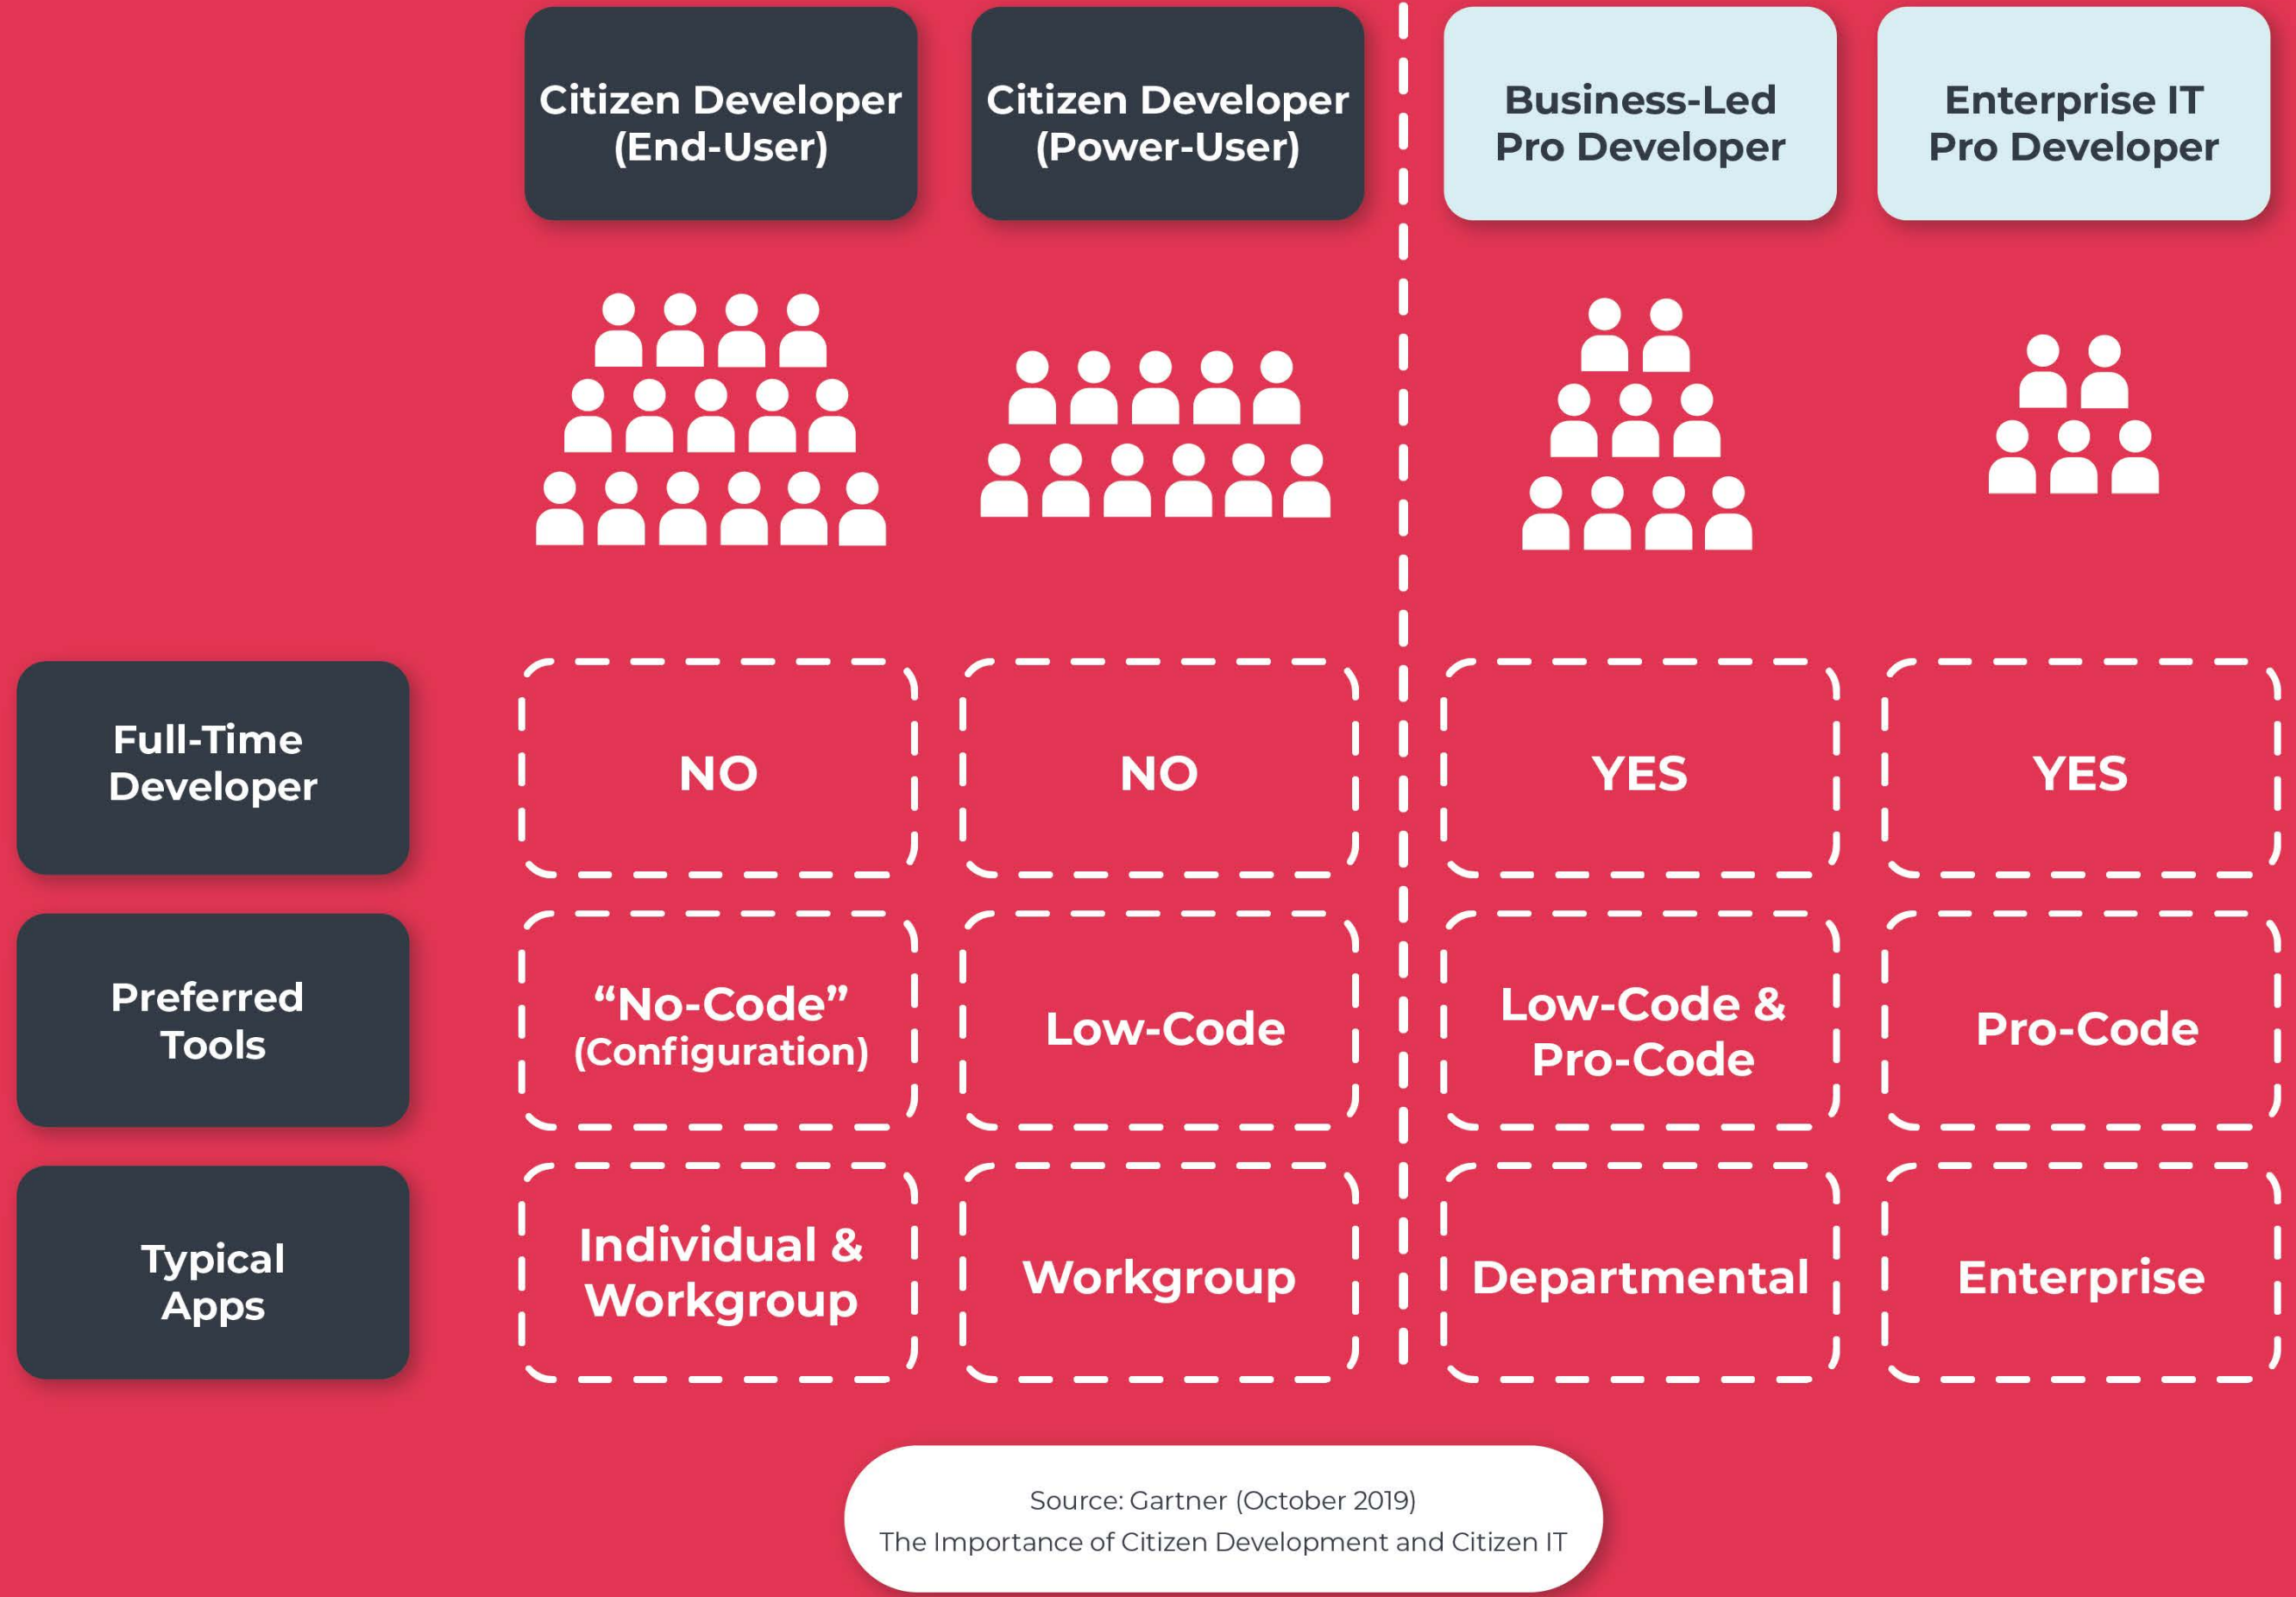 Citizen Developer
(End-User)
Citizen Developer
(Power-User)
Business-Led
Pro Developer
Enterprise IT
Pro Developer
Full-Time
Developer
NO
NO
YES
YES
Preferred
Tools
“No-Code”
(Configuration)
Low-Code
Low-Code &
Pro-Code
Pro-Code
Typical
Apps
Individual &
Workgroup
Workgroup
Departmental
Enterprise
Source: Gartner (October 2019)
The Importance of Citizen Development and Citizen IT